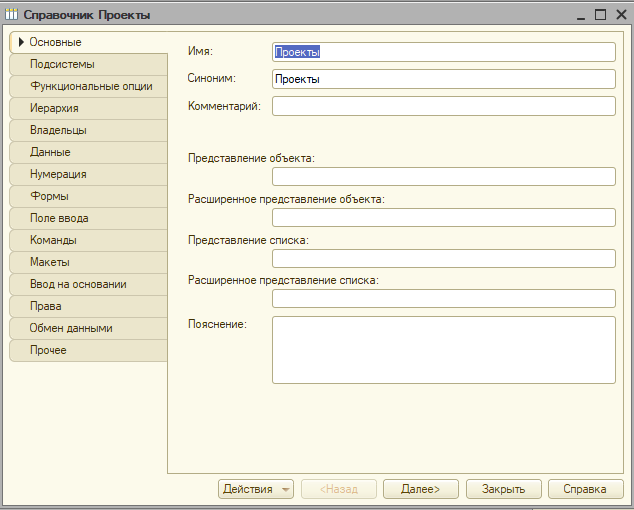 Справочник Проекты
Основные
Подсистемы
Функциональные опции
Иерархия
Владельцы
Данные
Нумерация
Формы
Поле ввода
Команды
Макеты
Ввод на основании
Права
Обмен данными
Прочее
Имя: Проекты
Синоним: Проекты
Комментарий:
Представление объекта:
Расширенное представление объекта:
Представление списка:
Расширенное представление списка:
Пояснение:
Действия <Назад Далее> Закрыть Справка